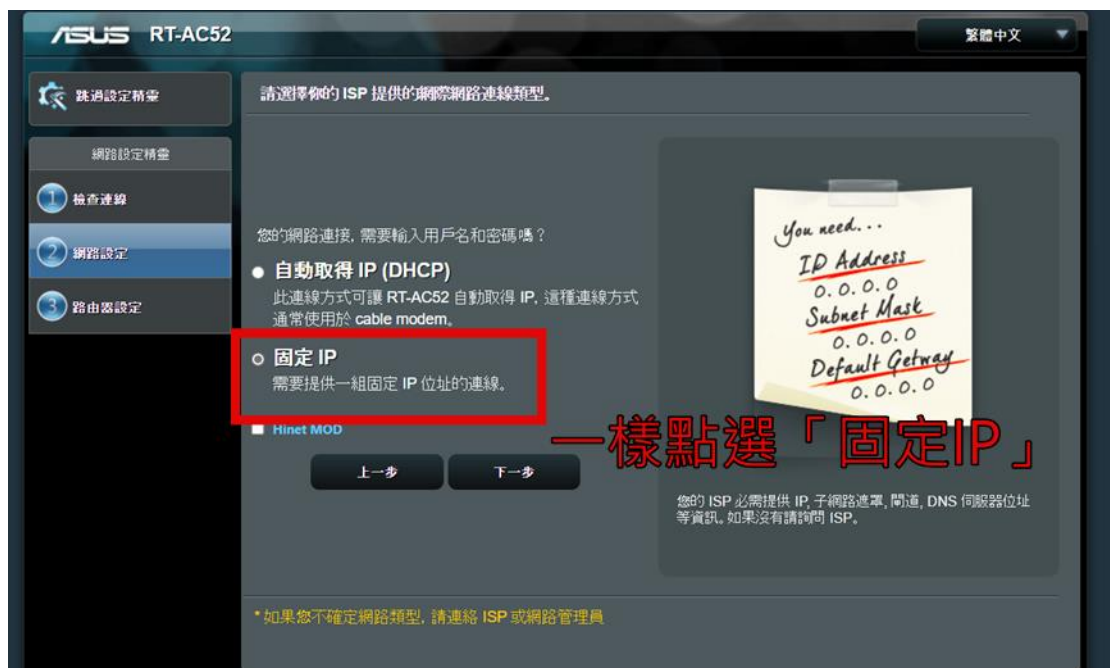 ASUS RT-AC52
繁體中文
跳過設定精靈
請選擇你的 ISP 提供的網際網路連線類型。
網路設定精靈
1 檢查連線
2 網路設定
3 路由器設定
您的網路連接, 需要輸入用戶名和密碼嗎？
自動取得 IP (DHCP)
此連線方式可讓 RT-AC52 自動取得 IP, 這種連線方式
通常使用於 cable modem。
固定 IP
需要提供一組固定 IP 位址的連線。
Hinet MOD
上一步
下一步
You need...
ID Address
0.0.0.0
Subnet Mask
0.0.0.0
Default Getway
0.0.0.0
一樣點選「固定IP」
您的 ISP 必需提供 IP, 子網路遮罩, 閘道, DNS 伺服器位址
等資訊。如果沒有請詢問 ISP。
*如果您不確定網路類型, 請連絡 ISP 或網路管理員